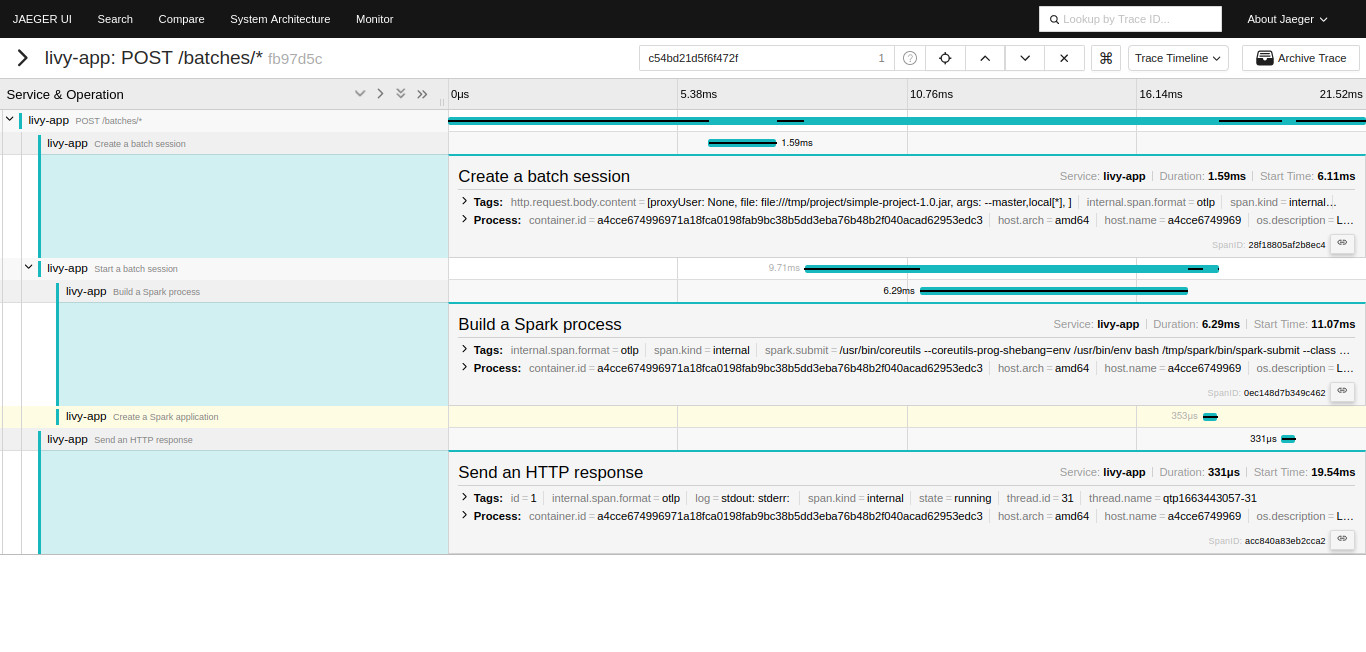 JAEGER UI Search Compare System Architecture Monitor Lookup by Trace ID... About Jaeger
livy-app: POST /batches/* fb97d5c c54bd21d5f6f472f 1 ? ⌘ Trace Timeline Archive Trace
Service & Operation 0μs 5.38ms 10.76ms 16.14ms 21.52ms
livy-app POST /batches/*
livy-app Create a batch session 1.59ms
Create a batch session Service: livy-app Duration: 1.59ms Start Time: 6.11ms
Tags: http.request.body.content = [proxyUser: None, file: file:///tmp/project/simple-project-1.0.jar, args: --master,local[*], ] internal.span.format = otlp span.kind = internal...
Process: container.id = a4cce674996971a18fca0198fab9bc38b5dd3eba76b48b2f040acad62953edc3 host.arch = amd64 host.name = a4cce6749969 os.description = L...
SpanID: 28f18805af2b8ec4
livy-app Start a batch session 9.71ms
livy-app Build a Spark process 6.29ms
Build a Spark process Service: livy-app Duration: 6.29ms Start Time: 11.07ms
Tags: internal.span.format = otlp span.kind = internal spark.submit = /usr/bin/coreutils --coreutils-prog-shebang=env /usr/bin/env bash /tmp/spark/bin/spark-submit --class ...
Process: container.id = a4cce674996971a18fca0198fab9bc38b5dd3eba76b48b2f040acad62953edc3 host.arch = amd64 host.name = a4cce6749969 os.description = L...
SpanID: 0ec148d7b349c462
livy-app Create a Spark application 353μs
livy-app Send an HTTP response 331μs
Send an HTTP response Service: livy-app Duration: 331μs Start Time: 19.54ms
Tags: id = 1 internal.span.format = otlp log = stdout: stderr: span.kind = internal state = running thread.id = 31 thread.name = qtp1663443057-31
Process: container.id = a4cce674996971a18fca0198fab9bc38b5dd3eba76b48b2f040acad62953edc3 host.arch = amd64 host.name = a4cce6749969 os.description = L...
SpanID: acc840a83eb2cca2